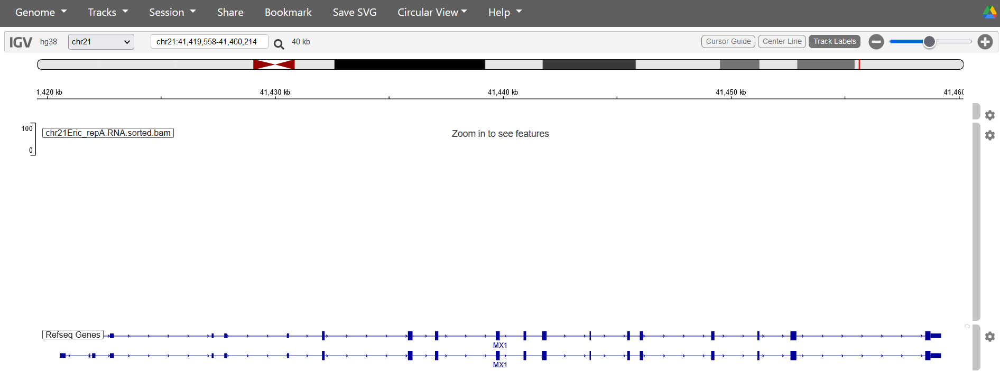 Genome Tracks Session Share Bookmark Save SVG Circular View Help
IGV hg38 chr21 chr21:41,419,558-41,460,214 40 kb Cursor Guide Center Line Track Labels
1,420 kb 41,430 kb 41,440 kb 41,450 kb 41,460
100 chr21Eric_repA.RNA.sorted.bam Zoom in to see features
0
Refseq Genes
MX1
MX1